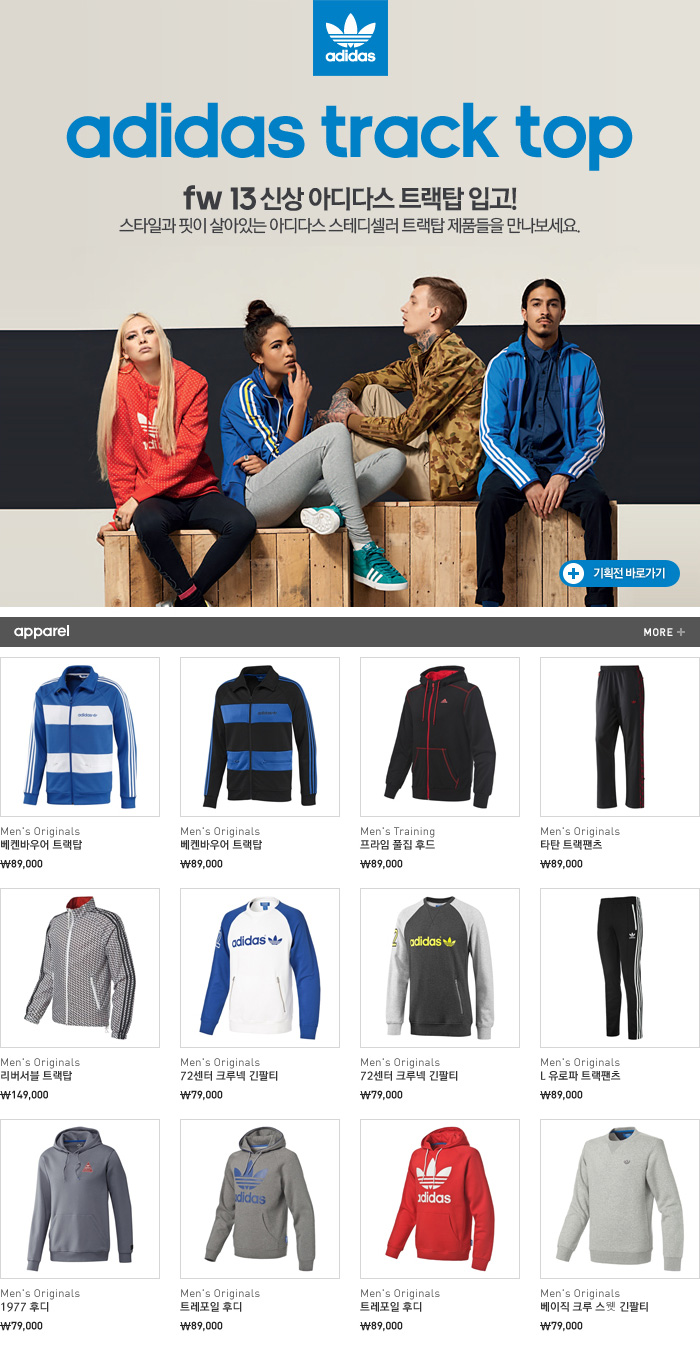 adidas
adidas track top
fw 13 신상 아디다스 트랙탑 입고!
스타일과 핏이 살아있는 아디다스 스테디셀러 트랙탑 제품들을 만나보세요.
기획전 바로가기
apparel
MORE +
adidas
adidas
Men's Originals
베켄바우어 트랙탑
₩89,000
Men's Originals
베켄바우어 트랙탑
₩89,000
Men's Training
프라임 풀집 후드
₩89,000
Men's Originals
타탄 트랙팬츠
₩89,000
adidas
adidas
Men's Originals
리버서블 트랙탑
₩149,000
Men's Originals
72센터 크루넥 긴팔티
₩79,000
Men's Originals
72센터 크루넥 긴팔티
₩79,000
Men's Originals
L 유로파 트랙팬츠
₩89,000
adidas
adidas
Men's Originals
1977 후디
₩79,000
Men's Originals
트레포일 후디
₩89,000
Men's Originals
트레포일 후디
₩89,000
Men's Originals
베이직 크루 스웻 긴팔티
₩79,000